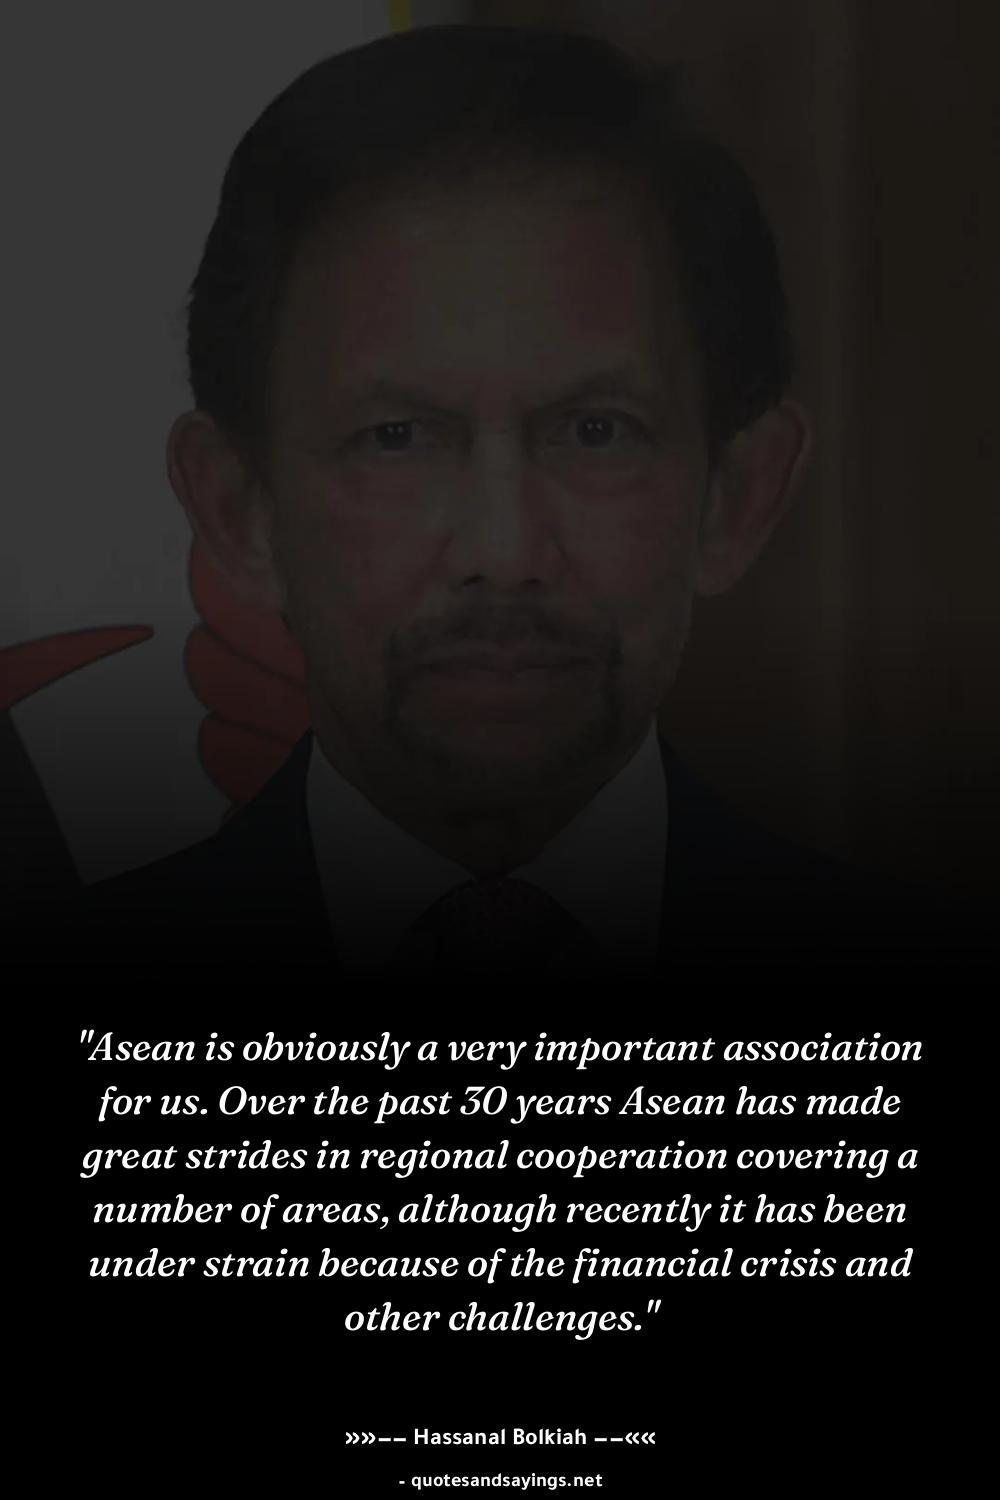 "Asean is obviously a very important association
for us. Over the past 30 years Asean has made
great strides in regional cooperation covering a
number of areas, although recently it has been
under strain because of the financial crisis and
other challenges."
»»—— Hassanal Bolkiah ——««
- quotesandsayings.net